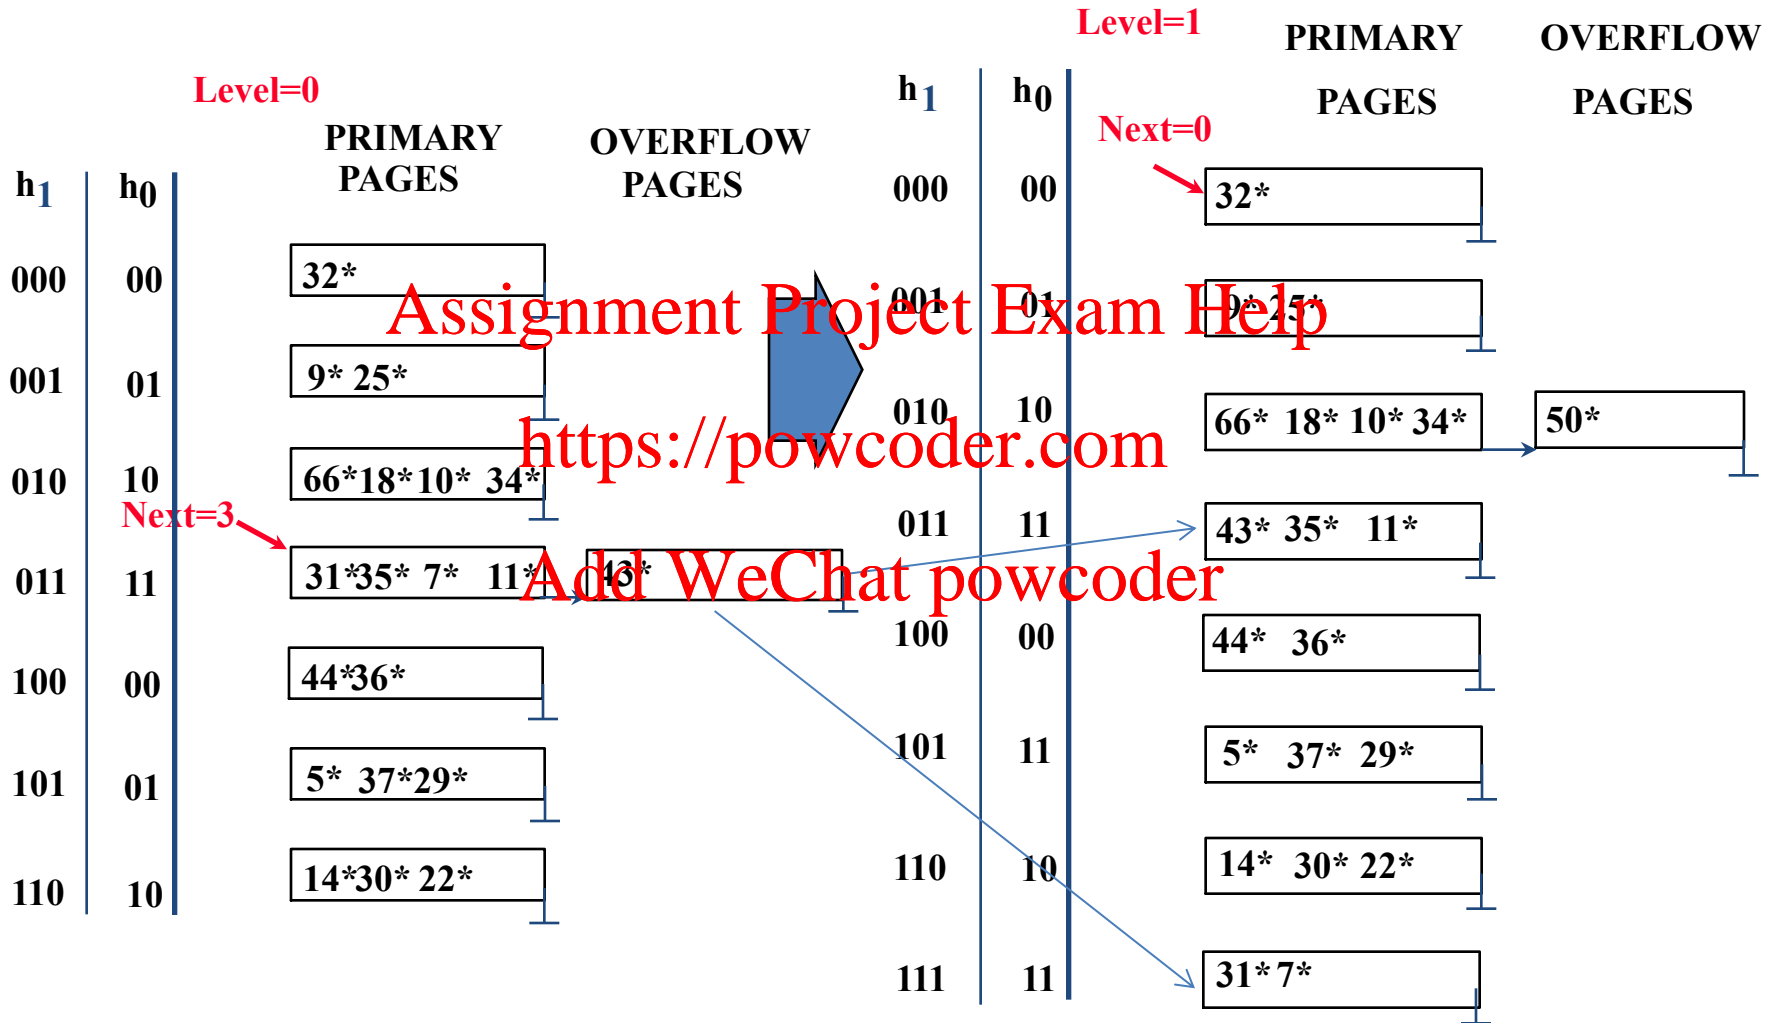 Level=0
PRIMARY PAGES
OVERFLOW PAGES
h1 h0
000 00 32*
001 01 9* 25*
010 10 66* 18* 10* 34*
Next=3
011 11 31* 35* 7* 11* 43*
100 00 44* 36*
101 01 5* 37* 29*
110 10 14* 30* 22*
Level=1
PRIMARY PAGES
OVERFLOW PAGES
h1 h0
Next=0
000 00 32*
001 01 9* 25*
010 10 66* 18* 10* 34* 50*
011 11 43* 35* 11*
100 00 44* 36*
101 11 5* 37* 29*
110 10 14* 30* 22*
111 11 31* 7*
Assignment Project Exam Help
https://powcoder.com
Add WeChat powcoder